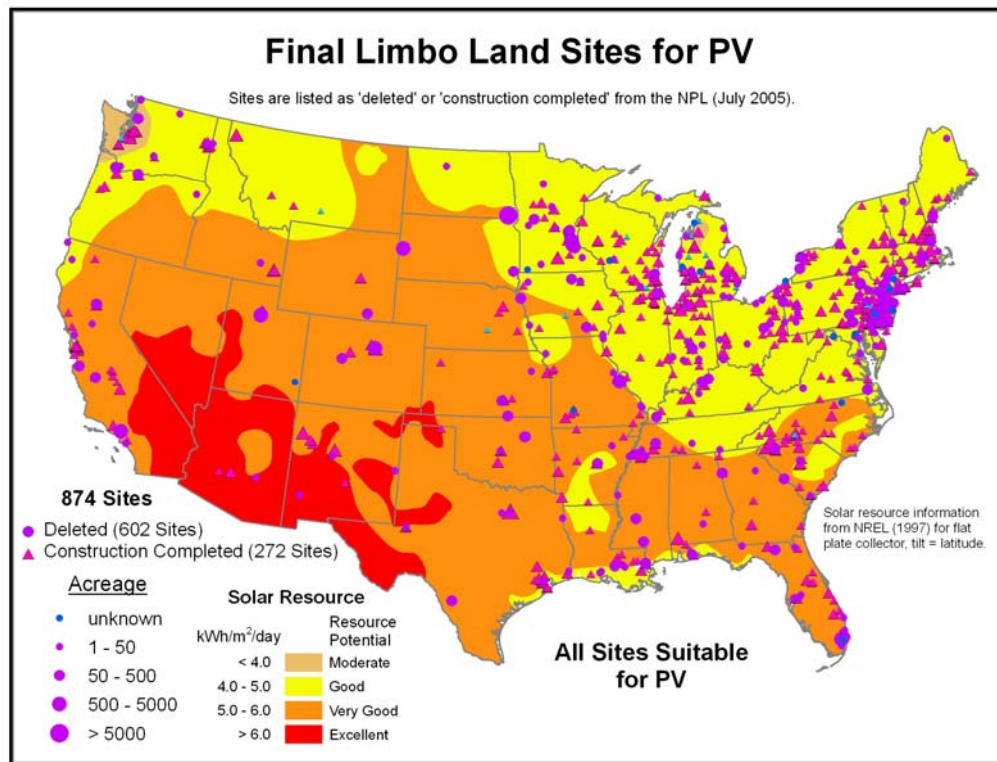 Final Limbo Land Sites for PV
Sites are listed as 'deleted' or 'construction completed' from the NPL (July 2005).
874 Sites
Deleted (602 Sites)
Construction Completed (272 Sites)
Acreage
unknown
1 - 50
50 - 500
500 - 5000
> 5000
Solar Resource
kWh/m²/day
Resource
Potential
< 4.0 Moderate
4.0 - 5.0 Good
5.0 - 6.0 Very Good
> 6.0 Excellent
All Sites Suitable
for PV
Solar resource information
from NREL (1997) for flat
plate collector, tilt = latitude.